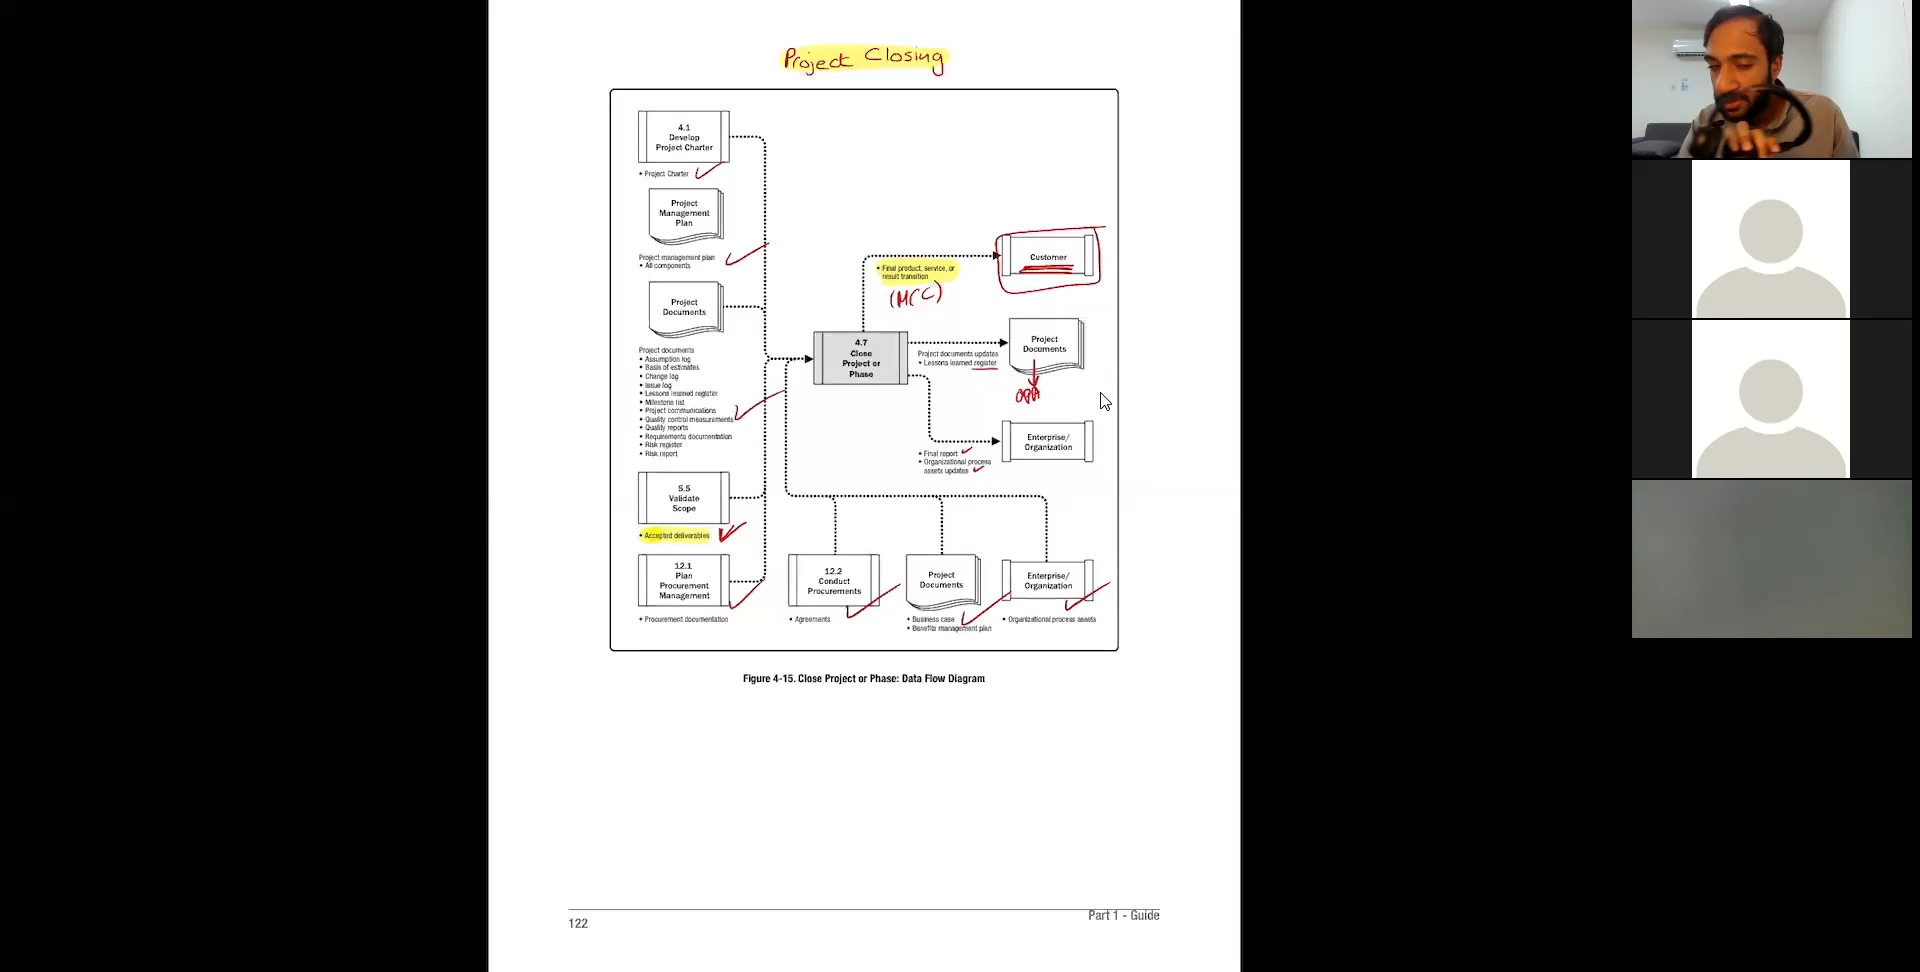 Project Closing
4.1
Develop
Project Charter
• Project Charter
Project
Management
Plan
Project management plan
• All components
Project
Documents
Project documents
• Assumption log
• Basis of estimates
• Change log
• Issue log
• Lessons learned register
• Milestone list
• Project communications
• Quality control measurements
• Quality reports
• Requirements documentation
• Risk register
• Risk report
5.5
Validate
Scope
• Accepted deliverables
12.1
Plan
Procurement
Management
• Procurement documentation
12.2
Conduct
Procurements
• Agreements
Project
Documents
• Business case
• Benefits management plan
Enterprise/
Organization
• Organizational process assets
4.7
Close
Project or
Phase
• Final product, service, or
result transition
(MCC)
Customer
Project documents updates
• Lessons learned register
Project
Documents
OPA
• Final report
• Organizational process
assets updates
Enterprise/
Organization
Figure 4-15. Close Project or Phase: Data Flow Diagram
122
Part 1 - Guide